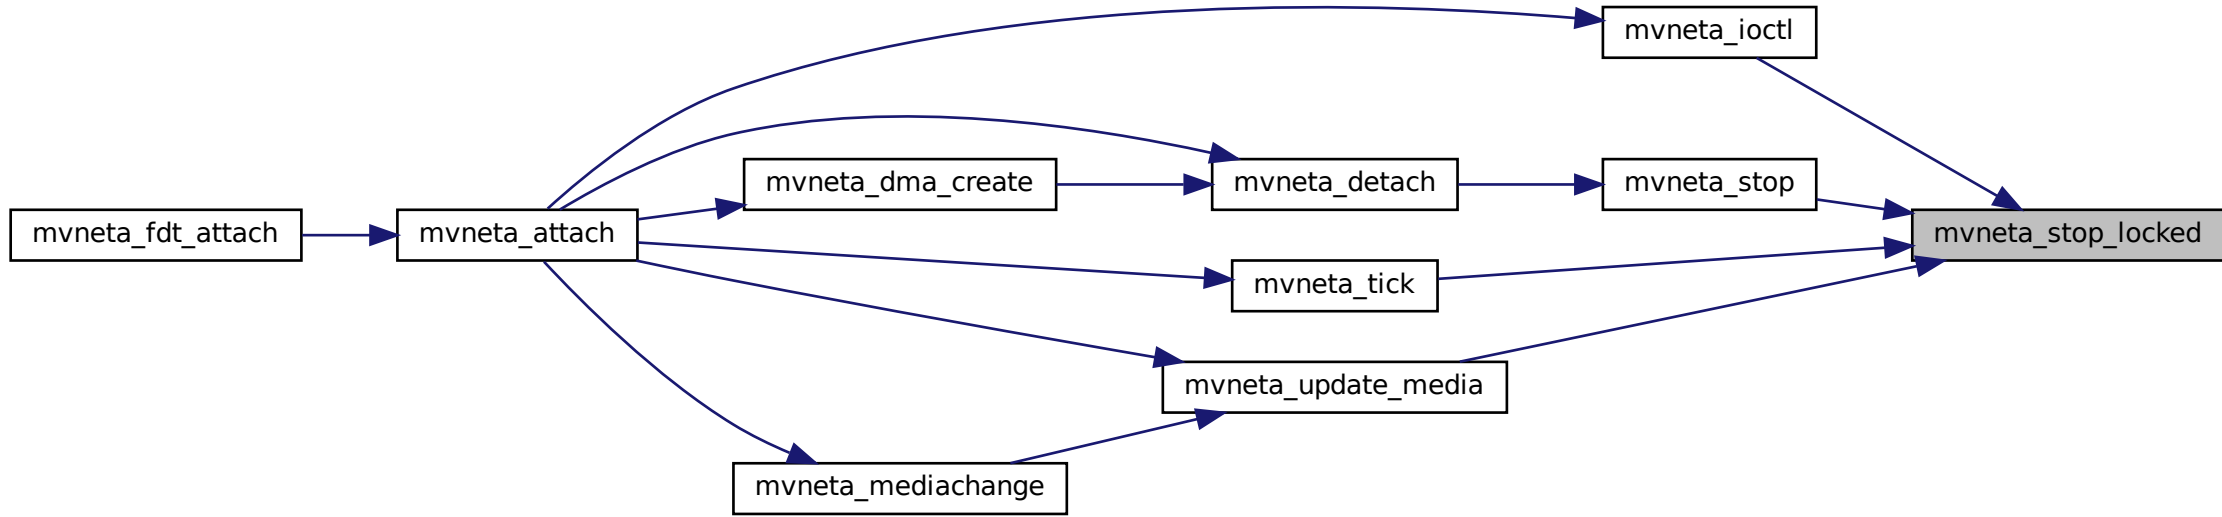 mvneta_ioctl
mvneta_dma_create
mvneta_detach
mvneta_stop
mvneta_fdt_attach
mvneta_attach
mvneta_stop_locked
mvneta_tick
mvneta_update_media
mvneta_mediachange